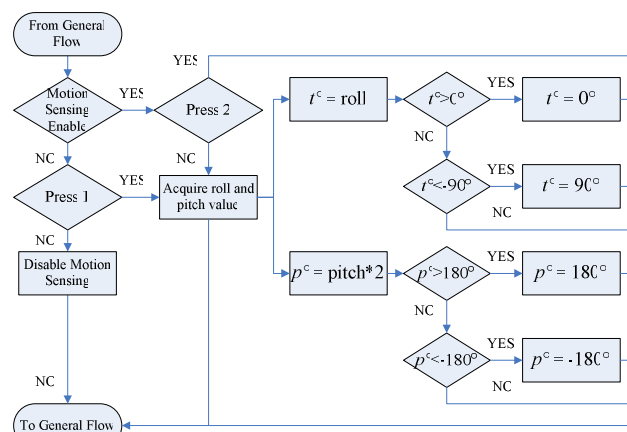 From General
Flow
YES
Motion
Sensing
Enable
YES
Press 2
t° = roll
t°>0°
YES
t° = 0°
NO
NO
NO
Press 1
YES
Acquire roll and
pitch value
t°<-90°
YES
t° = 90°
NO
NO
Disable Motion
Sensing
p° = pitch*2
p°>180°
YES
p° = 180°
NO
p°<-180°
YES
p° = -180°
NO
NO
To General Flow